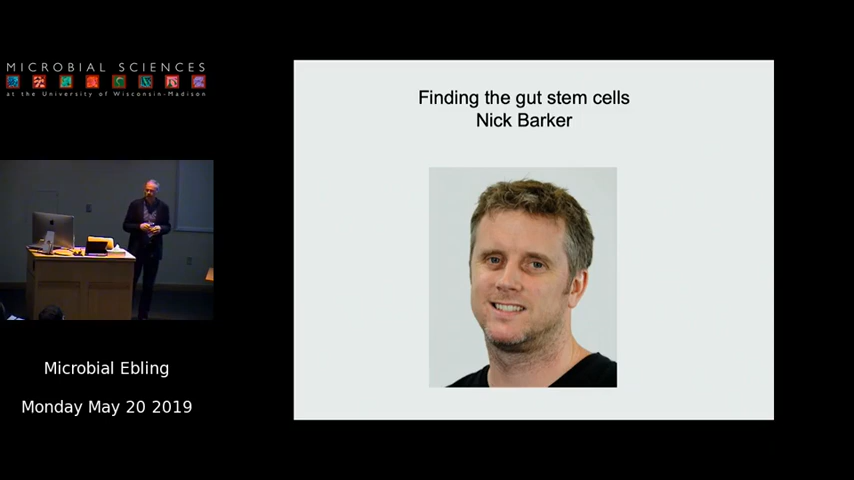 MICROBIAL SCIENCES
at the University of Wisconsin-Madison
Finding the gut stem cells
Nick Barker
Microbial Ebling
Monday May 20 2019